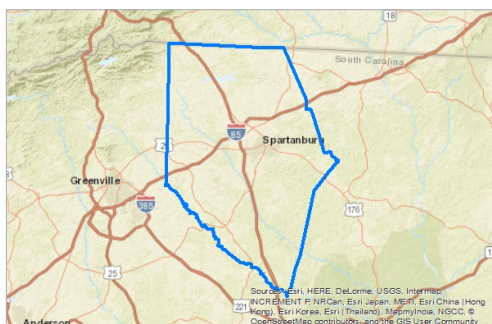 18
South Carolina
85
29
Spartanburg
Greenville
385
176
25
221
Sources: Esri, HERE, DeLorme, USGS, Intermap,
INCREMENT P, NRCan, Esri Japan, METI, Esri China (Hong
Kong), Esri Korea, Esri (Thailand), MapmyIndia, NGCC, ©
OpenStreetMap contributors, and the GIS User Community
Anderson